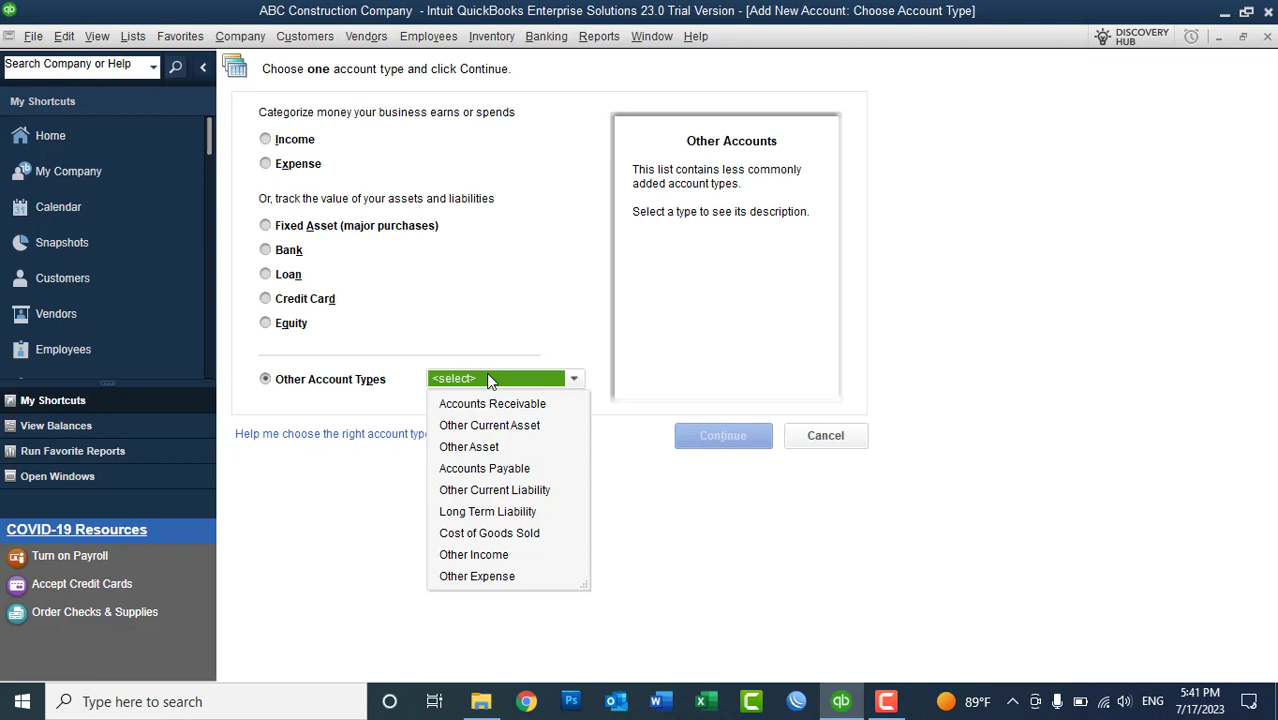 ABC Construction Company - Intuit QuickBooks Enterprise Solutions 23.0 Trial Version - [Add New Account: Choose Account Type]
File Edit View Lists Favorites Company Customers Vendors Employees Inventory Banking Reports Window Help
DISCOVERY
HUB
Search Company or Help
My Shortcuts
Home
My Company
Calendar
Snapshots
Customers
Vendors
Employees
My Shortcuts
View Balances
Run Favorite Reports
Open Windows
COVID-19 Resources
Turn on Payroll
Accept Credit Cards
Order Checks & Supplies
Choose one account type and click Continue.
Categorize money your business earns or spends
Income
Expense
Or, track the value of your assets and liabilities
Fixed Asset (major purchases)
Bank
Loan
Credit Card
Equity
Other Account Types
<select>
Accounts Receivable
Other Current Asset
Other Asset
Accounts Payable
Other Current Liability
Long Term Liability
Cost of Goods Sold
Other Income
Other Expense
Help me choose the right account typ
Other Accounts
This list contains less commonly
added account types.
Select a type to see its description.
Continue
Cancel
Type here to search
Ps
qb
89°F
ENG
5:41 PM
7/17/2023